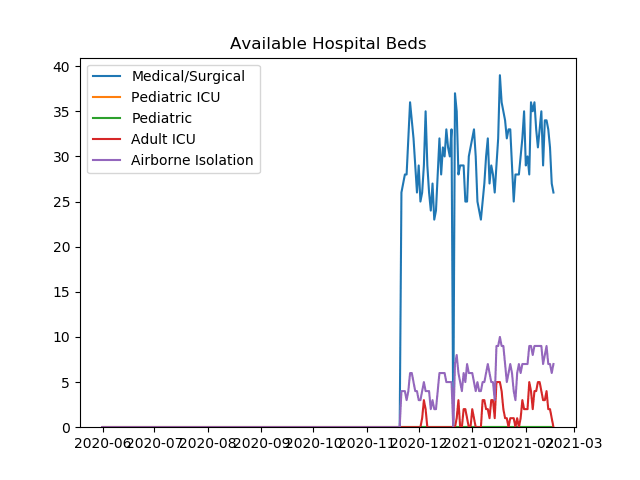 Available Hospital Beds
Medical/Surgical
Pediatric ICU
Pediatric
Adult ICU
Airborne Isolation
40
35
30
25
20
15
10
5
0
2020-06 2020-07 2020-08 2020-09 2020-10 2020-11 2020-12 2021-01 2021-02 2021-03